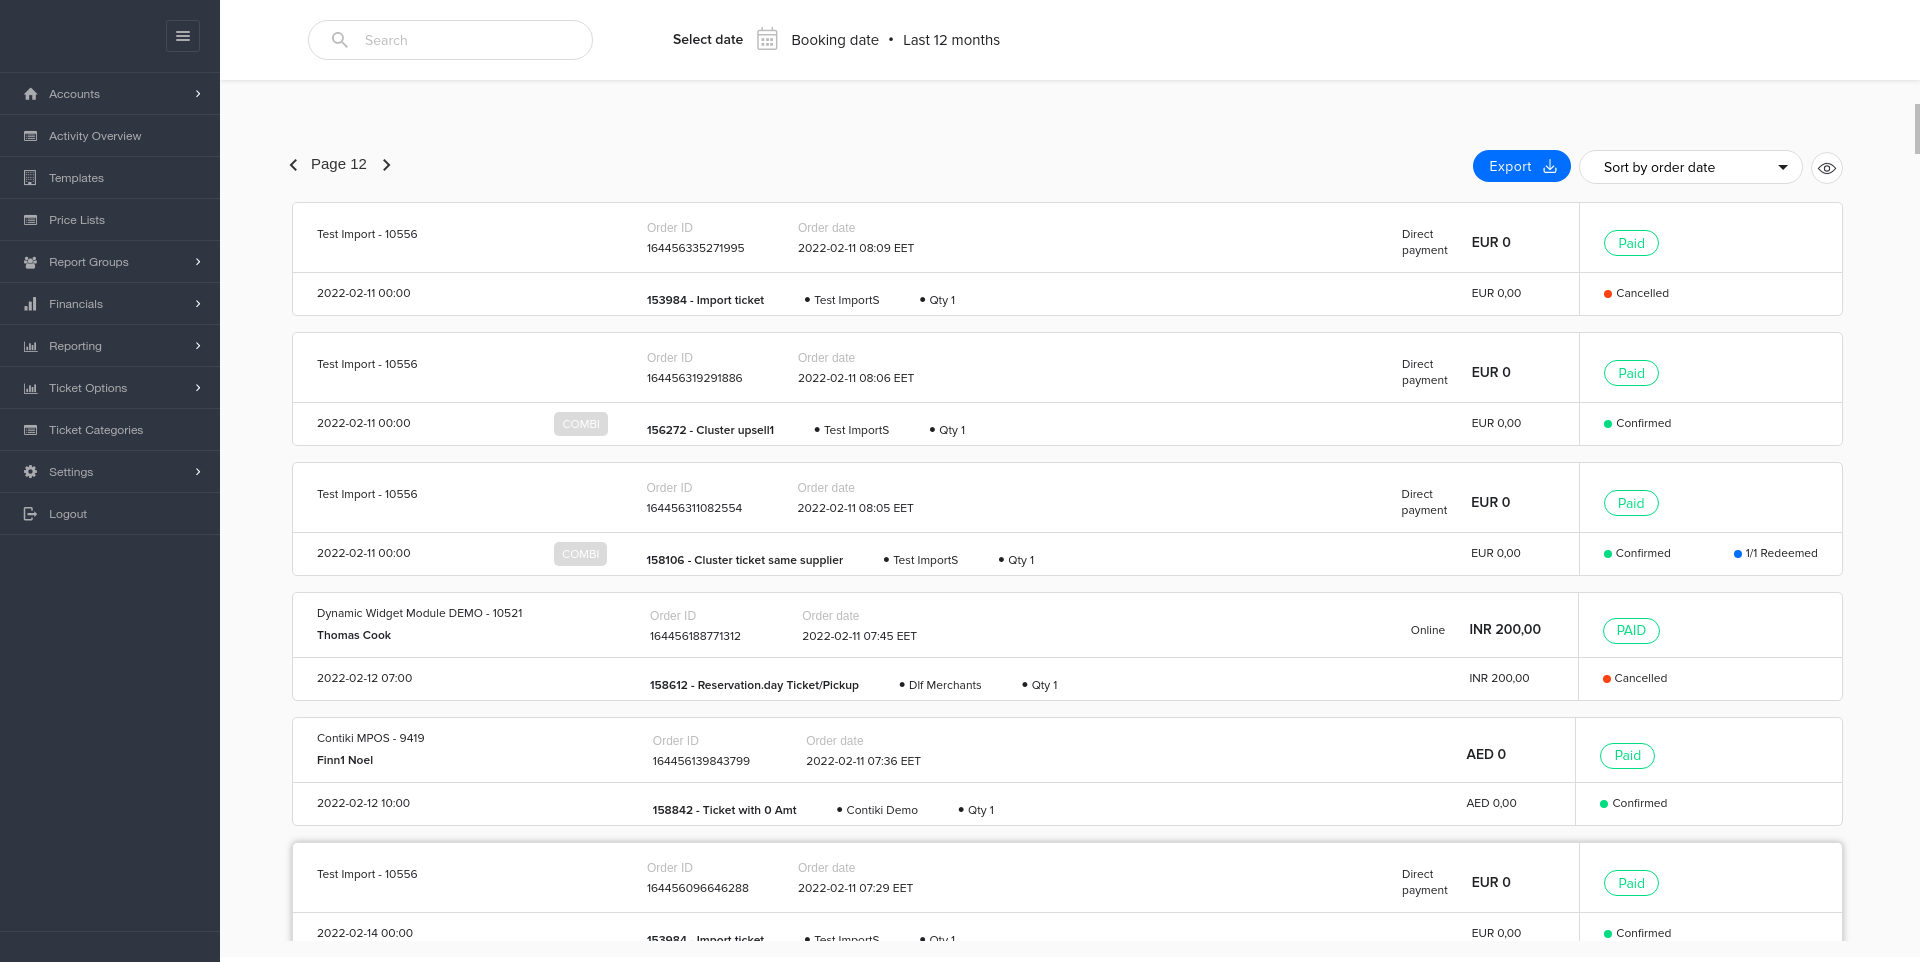 Search
Select date Booking date • Last 12 months
Accounts
Activity Overview
Templates
Price Lists
Report Groups
Financials
Reporting
Ticket Options
Ticket Categories
Settings
Logout
Page 12
Export
Sort by order date
Test Import - 10556 Order ID Order date Direct payment EUR 0 Paid
164456335271995 2022-02-11 08:09 EET
2022-02-11 00:00 153984 - Import ticket • Test ImportS • Qty 1 EUR 0,00 Cancelled
Test Import - 10556 Order ID Order date Direct payment EUR 0 Paid
164456319291886 2022-02-11 08:06 EET
2022-02-11 00:00 COMBI 156272 - Cluster upsell1 • Test ImportS • Qty 1 EUR 0,00 Confirmed
Test Import - 10556 Order ID Order date Direct payment EUR 0 Paid
164456311082554 2022-02-11 08:05 EET
2022-02-11 00:00 COMBI 158106 - Cluster ticket same supplier • Test ImportS • Qty 1 EUR 0,00 Confirmed 1/1 Redeemed
Dynamic Widget Module DEMO - 10521 Order ID Order date Online INR 200,00 PAID
Thomas Cook 164456188771312 2022-02-11 07:45 EET
2022-02-12 07:00 158612 - Reservation.day Ticket/Pickup • Dlf Merchants • Qty 1 INR 200,00 Cancelled
Contiki MPOS - 9419 Order ID Order date AED 0 Paid
Finn1 Noel 164456139843799 2022-02-11 07:36 EET
2022-02-12 10:00 158842 - Ticket with 0 Amt • Contiki Demo • Qty 1 AED 0,00 Confirmed
Test Import - 10556 Order ID Order date Direct payment EUR 0 Paid
164456096646288 2022-02-11 07:29 EET
2022-02-14 00:00 153984 - Import ticket • Test ImportS • Qty 1 EUR 0,00 Confirmed